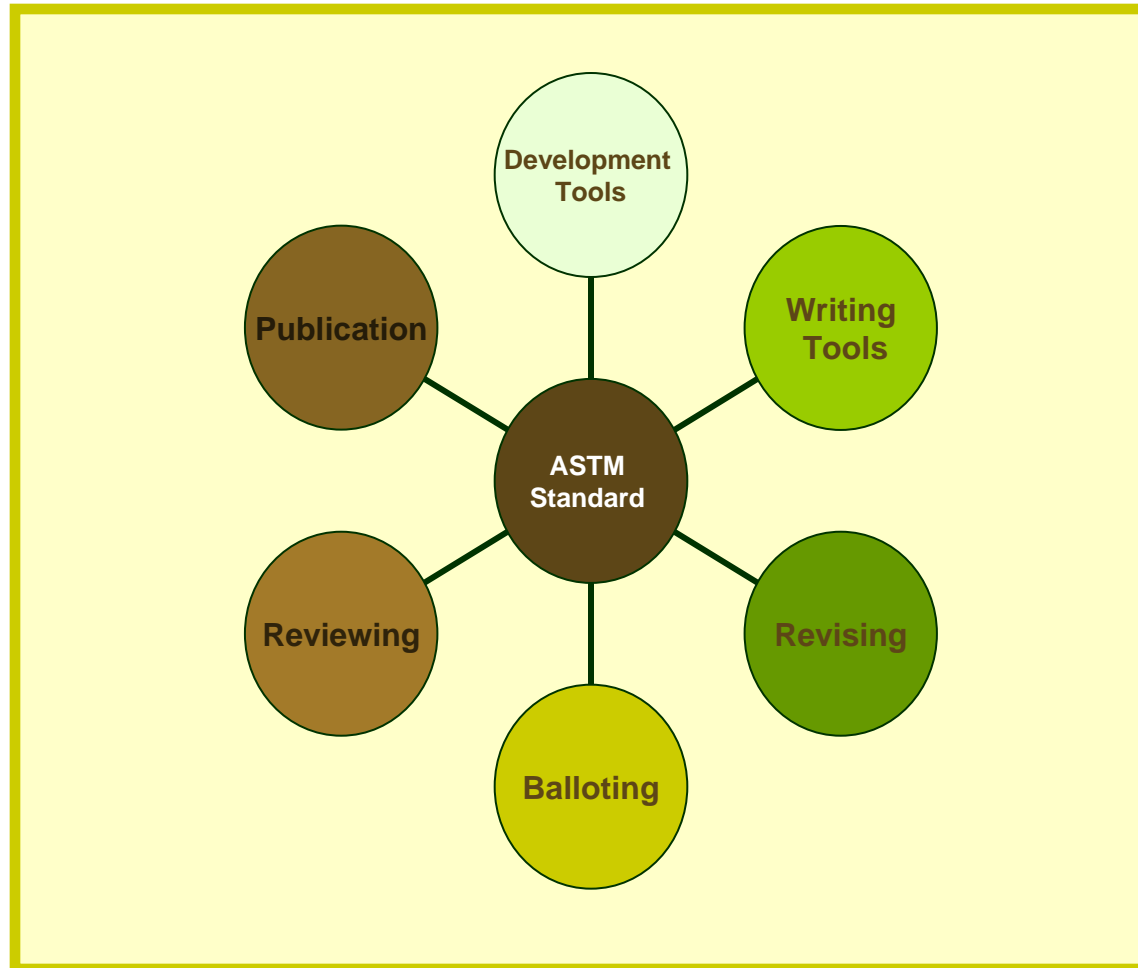 Development
Tools
Writing
Tools
Publication
ASTM
Standard
Reviewing
Revising
Balloting